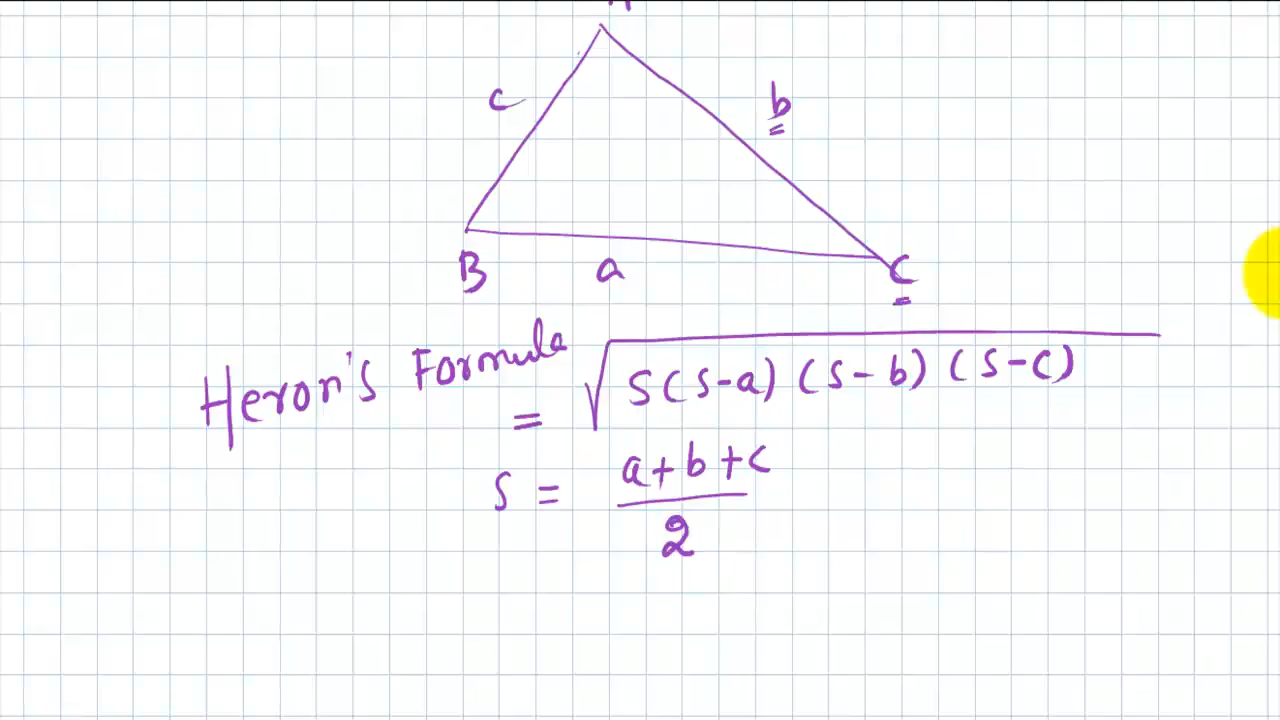 c
b
B
a
C
Heron's Formula
= √S(S-a) (S-b) (S-c)
S = a+b+c
2